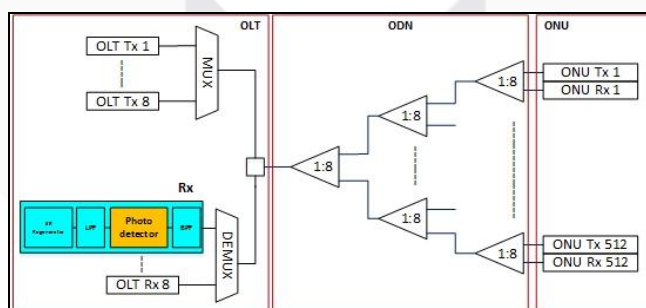 OLT
ODN
ONU
OLT Tx 1
OLT Tx 8
MUX
Rx
LPF
Photo detector
BPF
DEMUX
OLT Rx 8
1:8
1:8
1:8
1:8
1:8
ONU Tx 1
ONU Rx 1
ONU Tx 512
ONU Rx 512